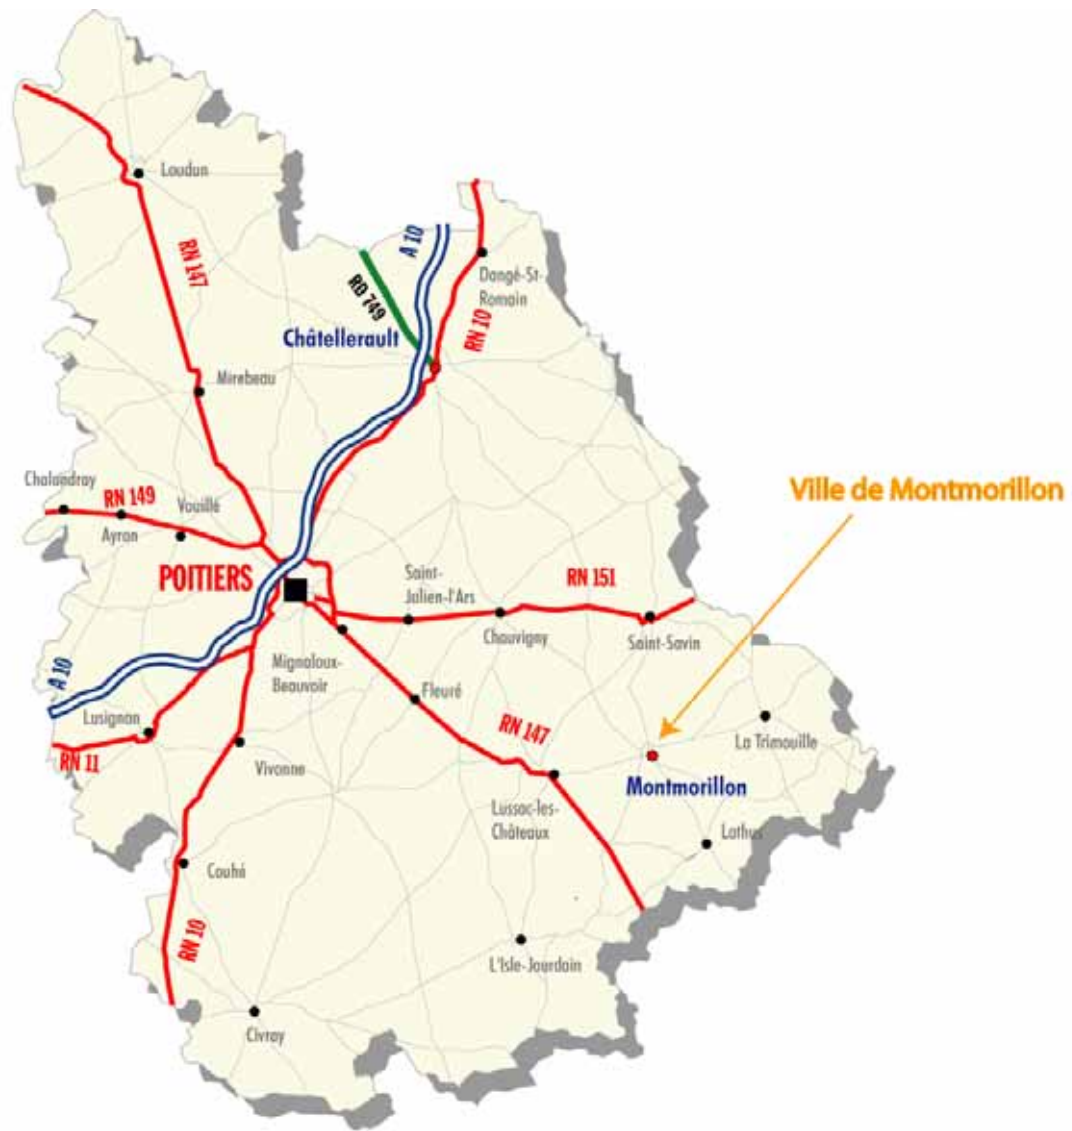 Loudun
RN 147
A 10
Dangé-St-
Romain
RD 749
RN 10
Châtellerault
Mirebeau
Chalandray
RN 149
Vouillé
Ayron
Ville de Montmorillon
POITIERS
Saint-
Julien-l'Ars
RN 151
Chauvigny
Saint-Savin
Mignaloux-
Beauvoir
A 10
Fleuré
Lusignan
RN 147
La Trimouille
RN 11
Vivonne
Montmorillon
Lussac-les-
Châteaux
Lathus
Couhé
RN 10
L'Isle-Jourdain
Civray